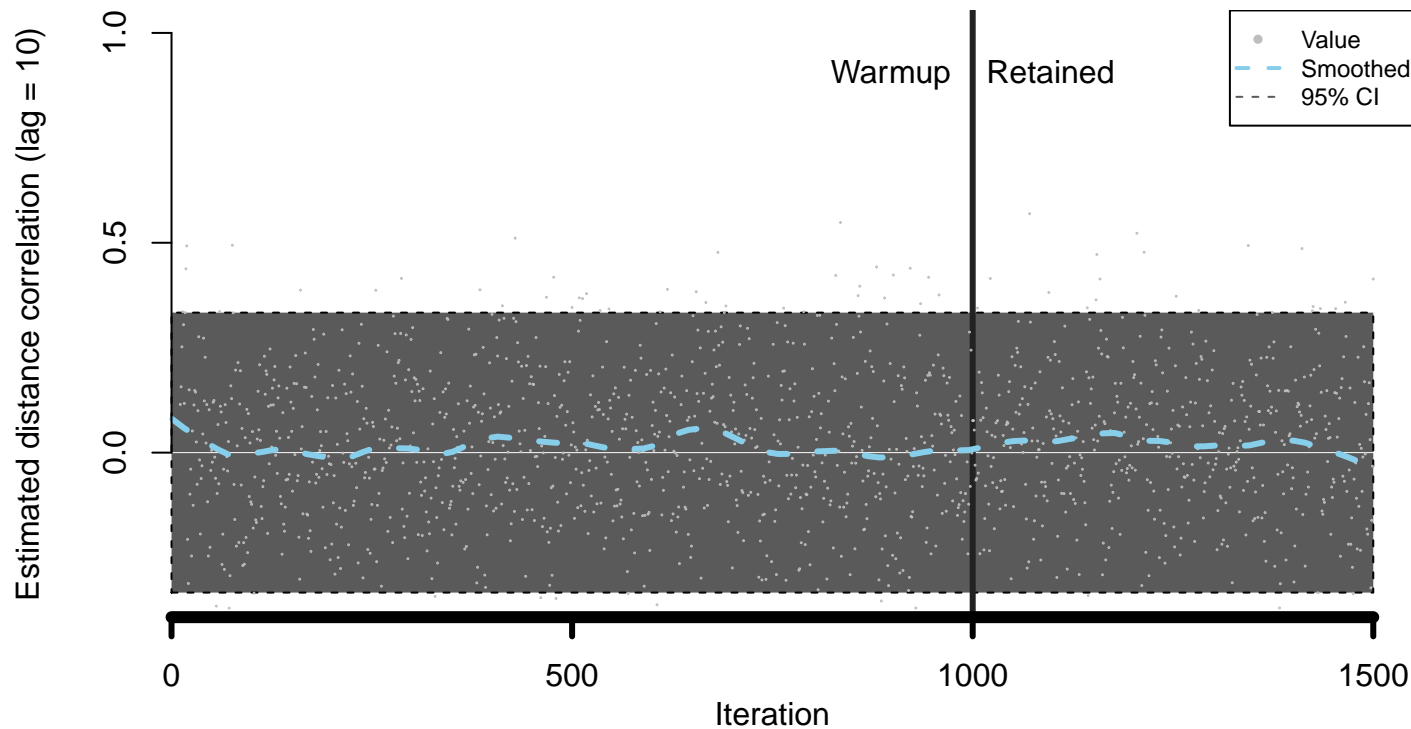 Estimated distance correlation (lag = 10)
1.0
0.5
0.0
Warmup
Retained
Value
Smoothed
95% CI
0
500
1000
1500
Iteration